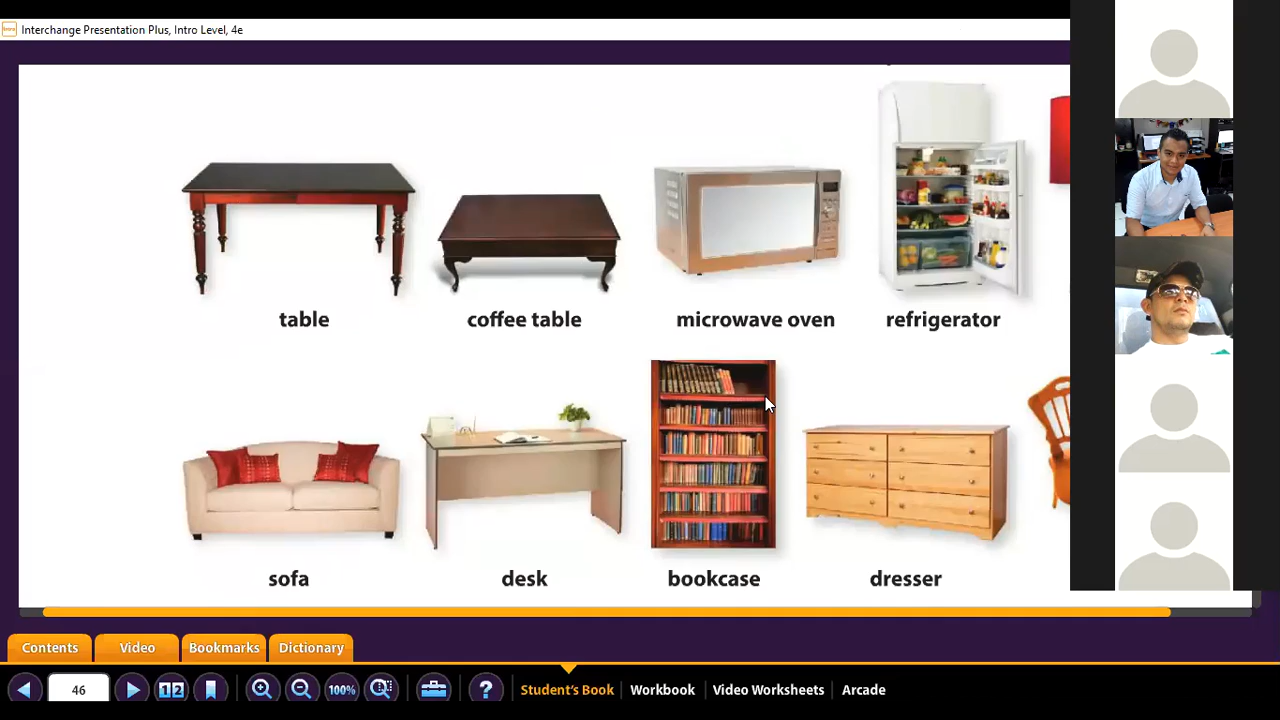 Interchange Presentation Plus, Intro Level, 4e
table coffee table microwave oven refrigerator
sofa desk bookcase dresser
Contents Video Bookmarks Dictionary
46 12 100% ? Student's Book Workbook Video Worksheets Arcade